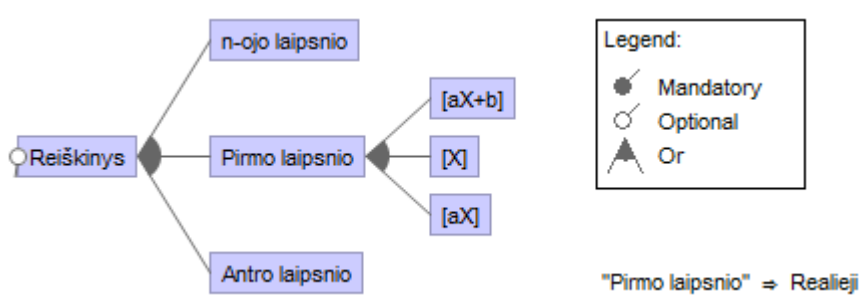 n-ojo laipsnio
Reiškinys
Pirmo laipsnio
[aX+b]
[X]
[aX]
Antro laipsnio
Legend:
Mandatory
Optional
Or
"Pirmo laipsnio" ⇒ Realieji